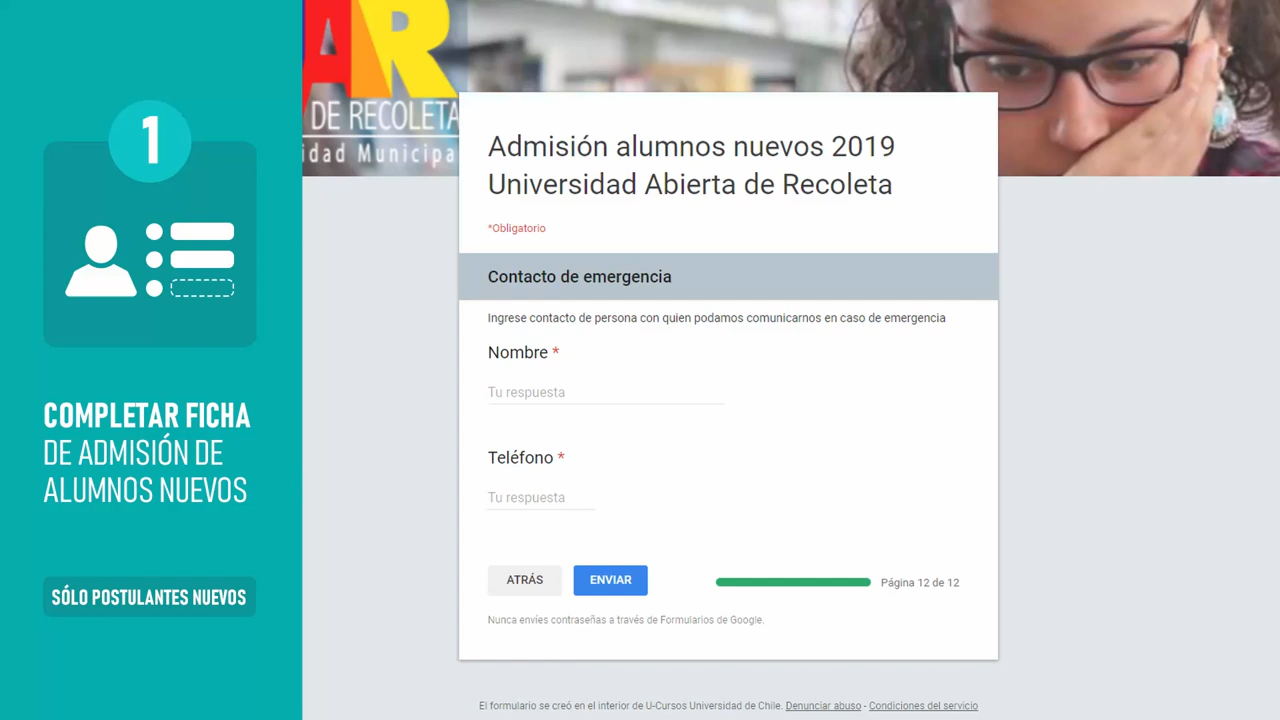 1
COMPLETAR FICHA
DE ADMISIÓN DE
ALUMNOS NUEVOS
SÓLO POSTULANTES NUEVOS
AR
DE RECOLETA
idad Municipa
Admisión alumnos nuevos 2019
Universidad Abierta de Recoleta
*Obligatorio
Contacto de emergencia
Ingrese contacto de persona con quien podamos comunicarnos en caso de emergencia
Nombre *
Tu respuesta
Teléfono *
Tu respuesta
ATRÁS ENVIAR Página 12 de 12
Nunca envíes contraseñas a través de Formularios de Google.
El formulario se creó en el interior de U-Cursos Universidad de Chile. Denunciar abuso - Condiciones del servicio